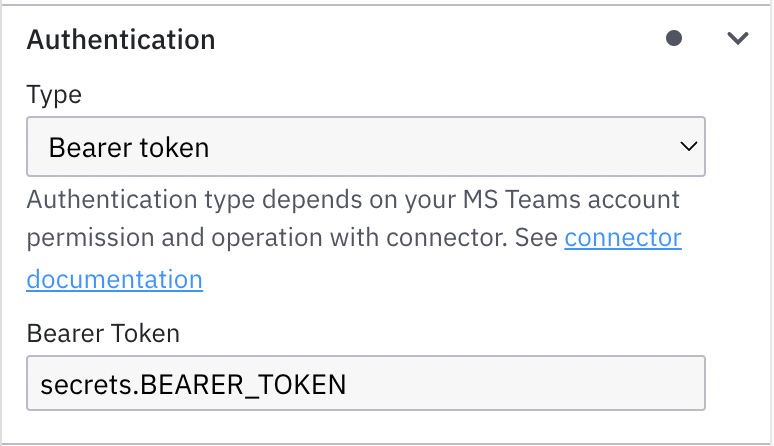 Authentication
Type
Bearer token
Authentication type depends on your MS Teams account
permission and operation with connector. See connector
documentation
Bearer Token
secrets.BEARER_TOKEN